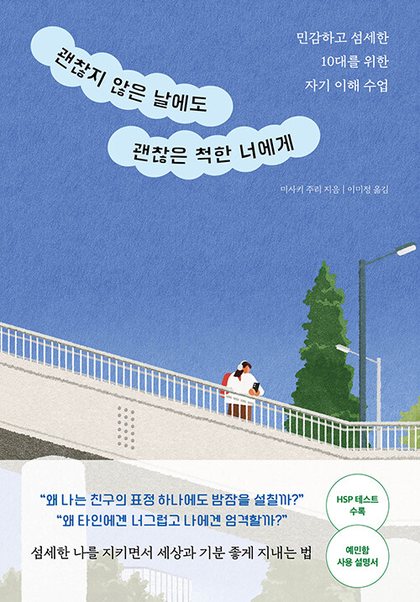 민감하고 섬세한
10대를 위한
자기 이해 수업
괜찮지 않은 날에도
괜찮은 척한 너에게
미사키 주리 지음 | 이미정 옮김
“왜 나는 친구의 표정 하나에도 밤잠을 설칠까?”
“왜 타인에겐 너그럽고 나에겐 엄격할까?”
섬세한 나를 지키면서 세상과 기분 좋게 지내는 법
HSP 테스트
수록
예민함
사용 설명서